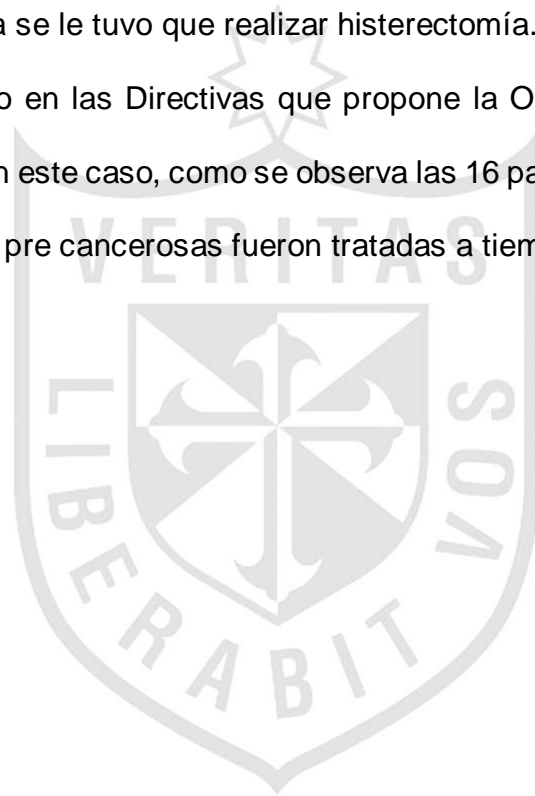 a se le tuvo que realizar histerectomía.
o en las Directivas que propone la O
n este caso, como se observa las 16 pa
pre cancerosas fueron tratadas a tiem
VERITAS
LIBERABIT VOS